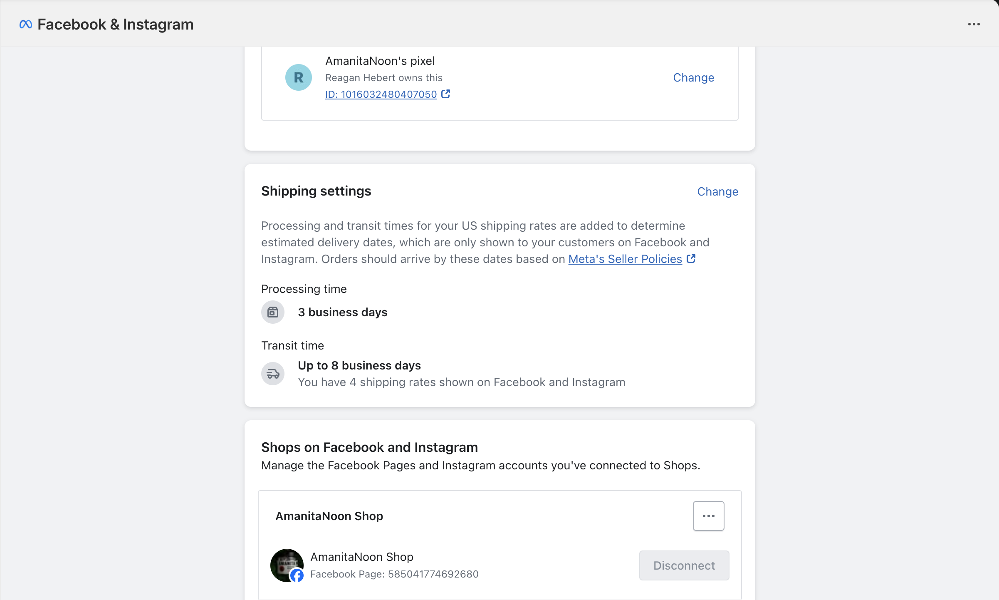 Facebook & Instagram
AmanitaNoon's pixel
Reagan Hebert owns this
ID: 1016032480407050
Change
R
Shipping settings
Change
Processing and transit times for your US shipping rates are added to determine
estimated delivery dates, which are only shown to your customers on Facebook and
Instagram. Orders should arrive by these dates based on Meta's Seller Policies
Processing time
3 business days
Transit time
Up to 8 business days
You have 4 shipping rates shown on Facebook and Instagram
Shops on Facebook and Instagram
Manage the Facebook Pages and Instagram accounts you've connected to Shops.
AmanitaNoon Shop
AmanitaNoon Shop
Facebook Page: 585041774692680
Disconnect